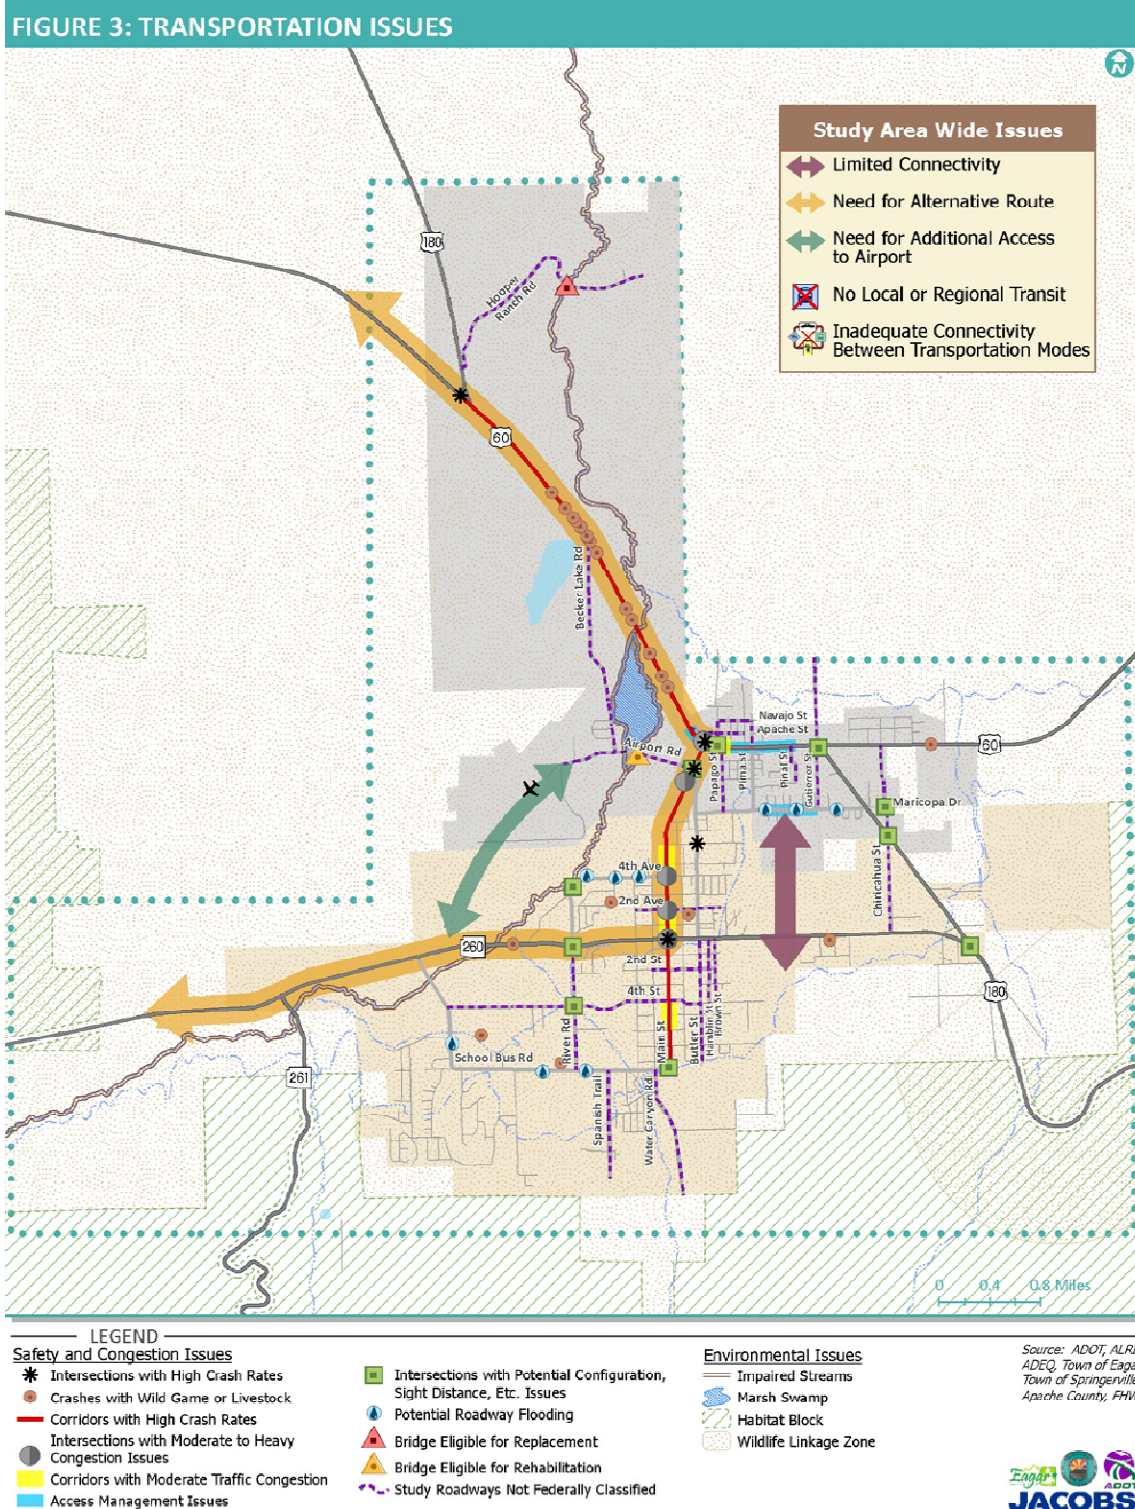 FIGURE 3: TRANSPORTATION ISSUES
N
Study Area Wide Issues
Limited Connectivity
Need for Alternative Route
Need for Additional Access
to Airport
No Local or Regional Transit
Inadequate Connectivity
Between Transportation Modes
180
Hooper
Ranch Rd
60
Becker Lake Rd
Navajo St
Apache St
Airport Rd
60
Papago St
Pima St
Pinal St
Gutierrez St
Maricopa Dr
4th Ave
Chiricahua St
2nd Ave
260
2nd St
180
4th St
River Rd
Main St
Butler St
Hamblin St
Brown St
School Bus Rd
261
Spanish Trail
Water Canyon Rd
0 0.4 0.8 Miles
LEGEND
Safety and Congestion Issues
Intersections with High Crash Rates
Crashes with Wild Game or Livestock
Corridors with High Crash Rates
Intersections with Moderate to Heavy
Congestion Issues
Corridors with Moderate Traffic Congestion
Access Management Issues
Intersections with Potential Configuration,
Sight Distance, Etc. Issues
Potential Roadway Flooding
Bridge Eligible for Replacement
Bridge Eligible for Rehabilitation
Study Roadways Not Federally Classified
Environmental Issues
Impaired Streams
Marsh Swamp
Habitat Block
Wildlife Linkage Zone
Source: ADOT, ALRI
ADEQ, Town of Eaga
Town of Springerville
Apache County, FHW
Eagar
ADOT
JACOBS